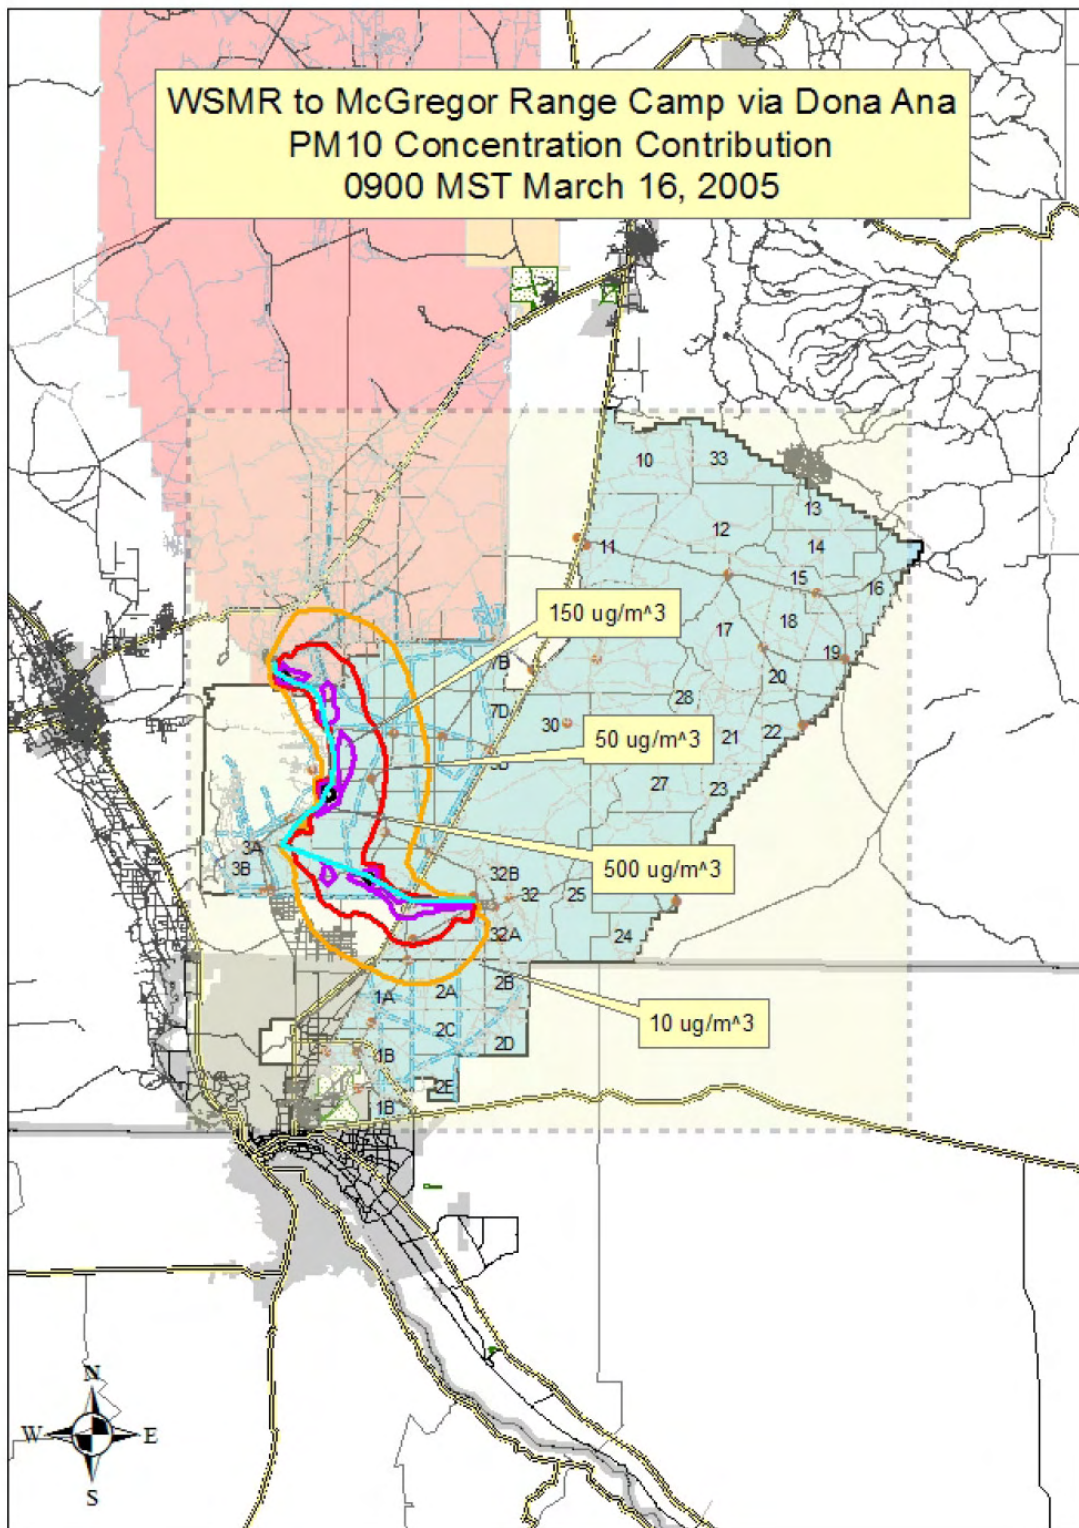 WSMR to McGregor Range Camp via Dona Ana
PM10 Concentration Contribution
0900 MST March 16, 2005
10
33
13
12
11
14
15
16
150 ug/m^3
17
18
7B
19
20
28
7D
30
50 ug/m^3
21
22
27
23
3A
3B
500 ug/m^3
32B
32
25
32A
24
2B
1A
2A
10 ug/m^3
2C
2D
1B
2E
1B
N
W
E
S